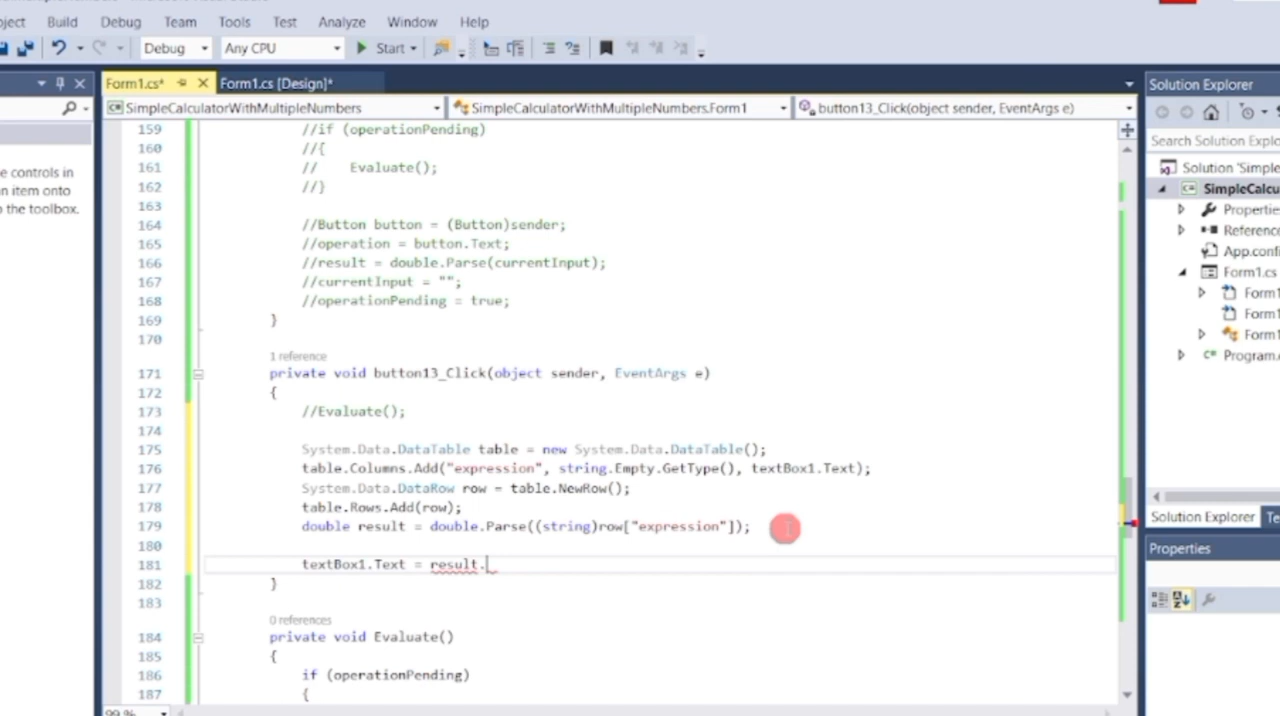 ject Build Debug Team Tools Test Analyze Window Help
Debug Any CPU Start
Form1.cs* Form1.cs [Design]* Solution Explorer
SimpleCalculatorWithMultipleNumbers SimpleCalculatorWithMultipleNumbers.Form1 button13_Click(object sender, EventArgs e)
159 //if (operationPending)
160 //{
161 // Evaluate();
162 //}
163
164 //Button button = (Button)sender;
165 //operation = button.Text;
166 //result = double.Parse(currentInput);
167 //currentInput = "";
168 //operationPending = true;
169 }
170
1 reference
171 private void button13_Click(object sender, EventArgs e)
172 {
173 //Evaluate();
174
175 System.Data.DataTable table = new System.Data.DataTable();
176 table.Columns.Add("expression", string.Empty.GetType(), textBox1.Text);
177 System.Data.DataRow row = table.NewRow();
178 table.Rows.Add(row);
179 double result = double.Parse((string)row["expression"]);
180
181 textBox1.Text = result.
182 }
183
0 references
184 private void Evaluate()
185 {
186 if (operationPending)
187 {
99 %
e controls in
n item onto
o the toolbox.
Search Solution Explo
Solution 'Simple
SimpleCalcu
Propertie
Reference
App.confi
Form1.cs
Form1
Form1
Form1
Program.c
Solution Explorer Te
Properties